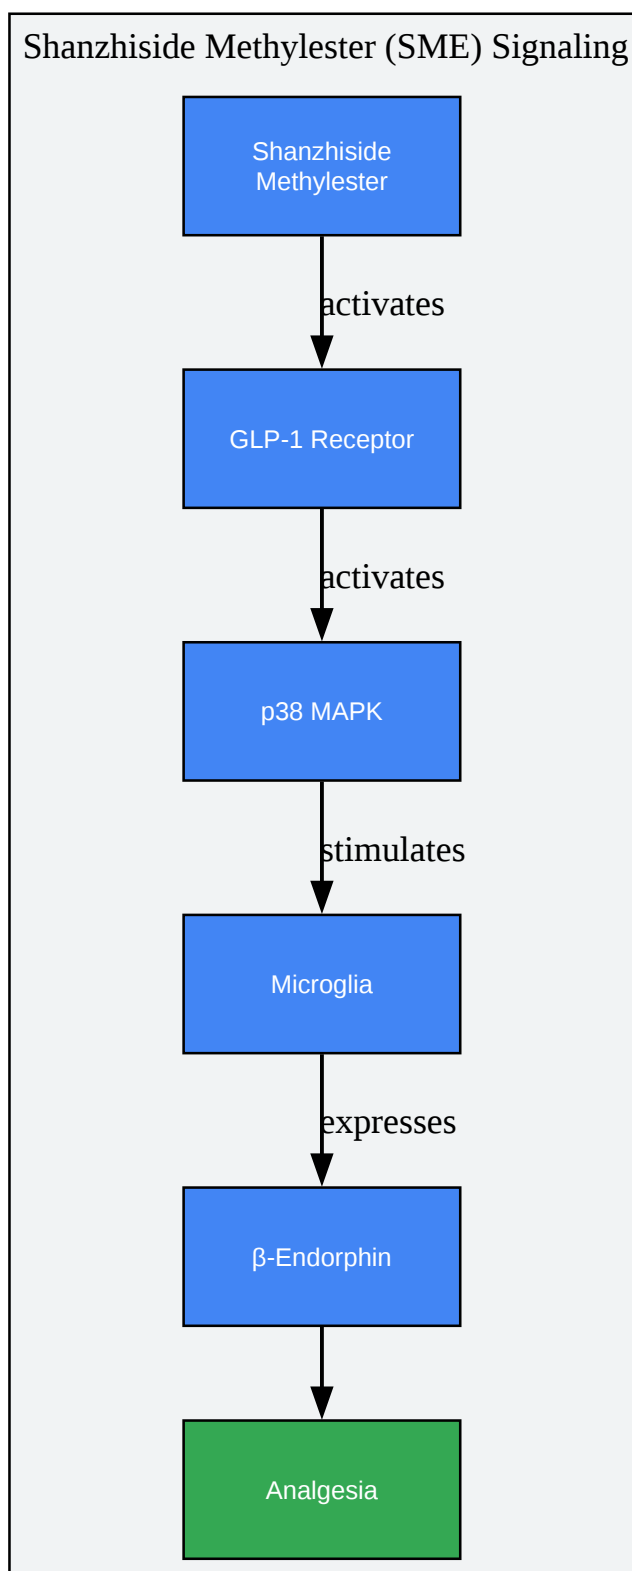 Shanzhiside Methylester (SME) Signaling
Shanzhiside
Methylester
activates
GLP-1 Receptor
activates
p38 MAPK
stimulates
Microglia
expresses
β-Endorphin
Analgesia